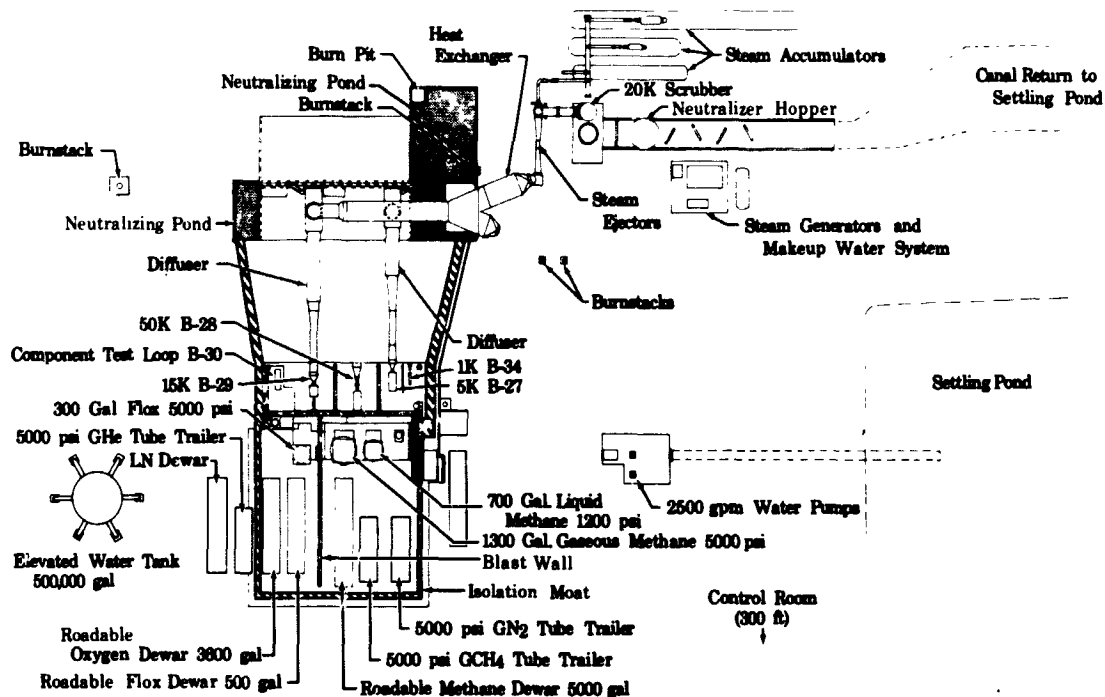 Heat
Exchanger
Burn Pit
Steam Accumulators
Neutralizing Pond
Burnstack
20K Scrubber
Neutralizer Hopper
Canal Return to
Settling Pond
Burnstack
Neutralizing Pond
Steam
Ejectors
Steam Generators and
Makeup Water System
Diffuser
Burnstacks
50K B-28
Diffuser
Component Test Loop B-30
1K B-34
15K B-29
5K B-27
Settling Pond
300 Gal Flox 5000 psi
5000 psi GHe Tube Trailer
LN Dewar
700 Gal. Liquid
Methane 1200 psi
2500 gpm Water Pumps
1300 Gal. Gaseous Methane 5000 psi
Elevated Water Tank
500,000 gal
Blast Wall
Isolation Moat
Control Room
(300 ft)
5000 psi GN2 Tube Trailer
Roadable
Oxygen Dewar 3600 gal
5000 psi GCH4 Tube Trailer
Roadable Flox Dewar 500 gal
Roadable Methane Dewar 5000 gal